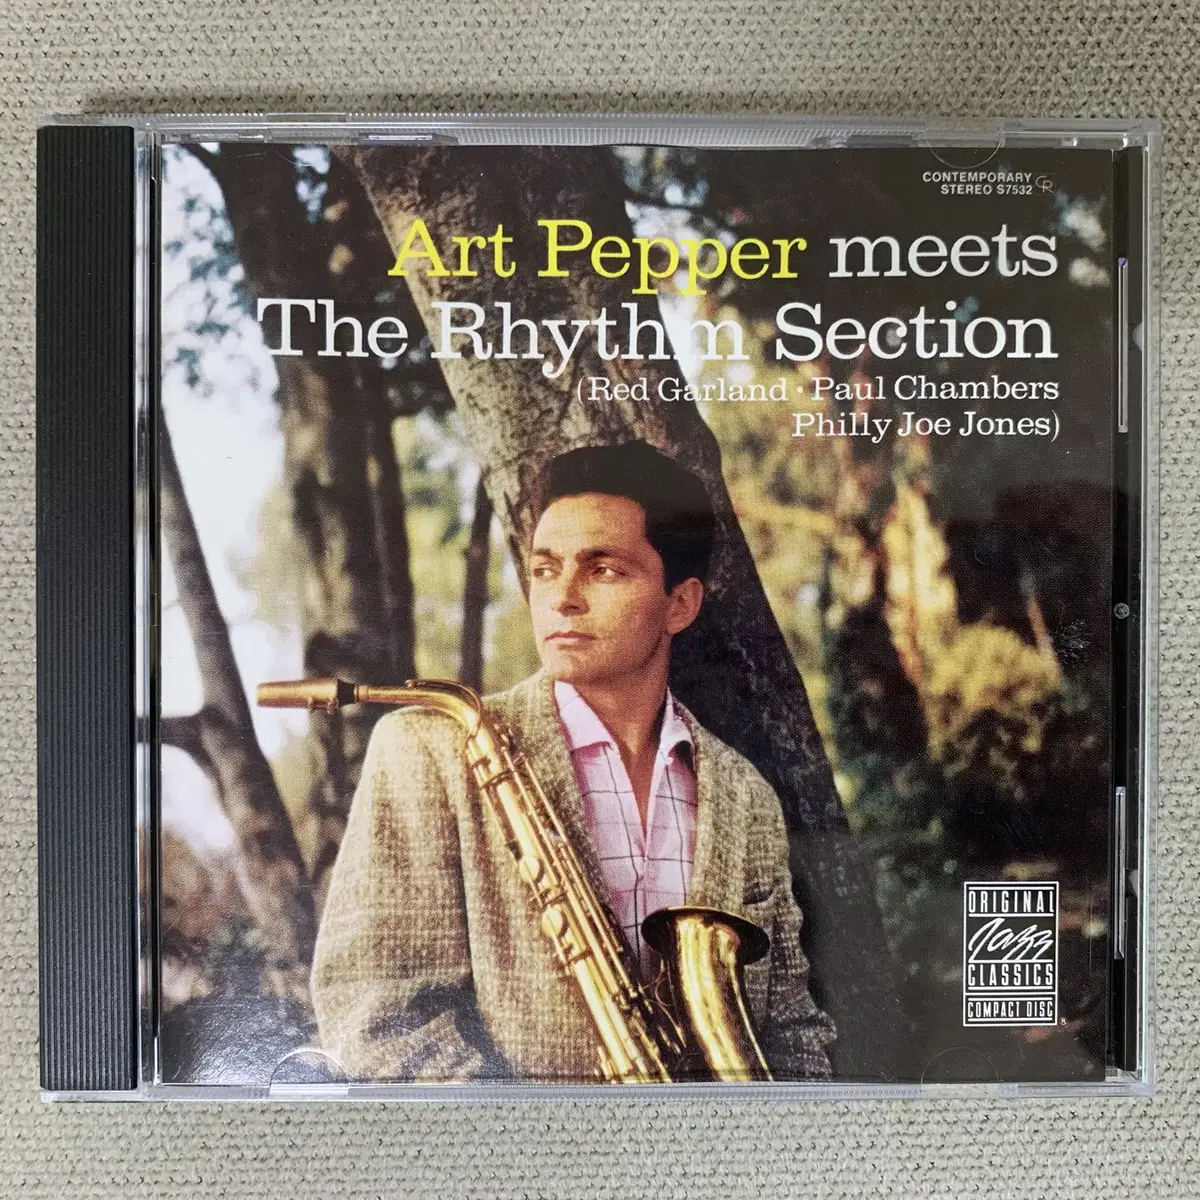 CONTEMPORARY CR
STEREO S7532
Art Pepper meets
The Rhythm Section
(Red Garland · Paul Chambers
Philly Joe Jones)
ORIGINAL
Jazz
CLASSICS
COMPACT DISC